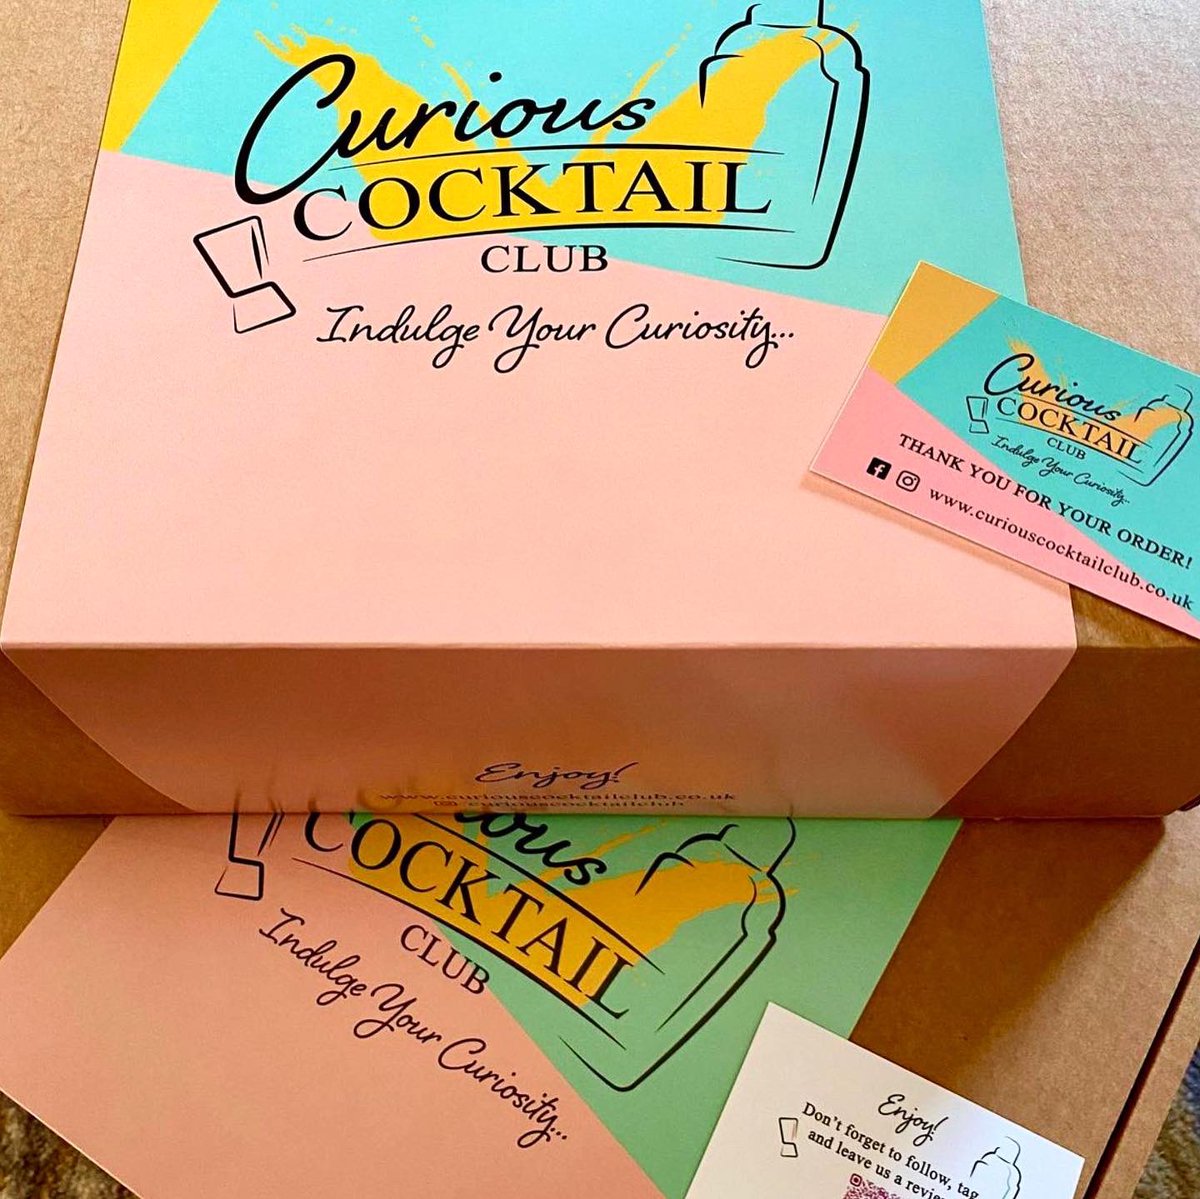 Curious
COCKTAIL
CLUB
Indulge Your Curiosity...
Curious
COCKTAIL
CLUB
Indulge Your Curiosity...
THANK YOU FOR YOUR ORDER!
www.curiouscocktailclub.co.uk
Enjoy!
www.curiouscocktailclub.co.uk
curiouscocktailclub
COCKTAIL
CLUB
Indulge Your Curiosity...
Enjoy!
Don't forget to follow, tag
and leave us a